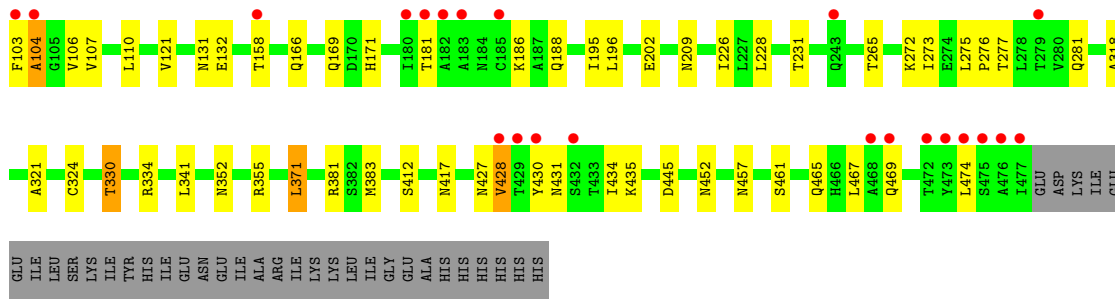 F103 A104 G105 V106 V107 L110 V121 N131 E132 T158 Q166 Q169 D170 H171 I180 T181 A182 A183 N184 C185 K186 A187 Q188 I195 L196 E202 N209 I226 L227 L228 T231 Q243 T265 K272 I273 E274 L275 P276 T277 L278 T279 V280 Q281 A318
A321 C324 T330 R334 L341 N352 R355 L371 R381 S382 M383 S412 N417 N427 V428 T429 Y430 N431 S432 T433 I434 K435 D445 N452 N457 S461 Q465 H466 L467 A468 Q469 T472 Y473 L474 S475 A476 I477 GLU ASP LYS ILE GLU
GLU ILE LEU SER LYS ILE TYR HIS ILE GLU ASN GLU ILE ALA ARG ILE LYS LYS LEU ILE GLY GLU ALA HIS HIS HIS HIS HIS HIS